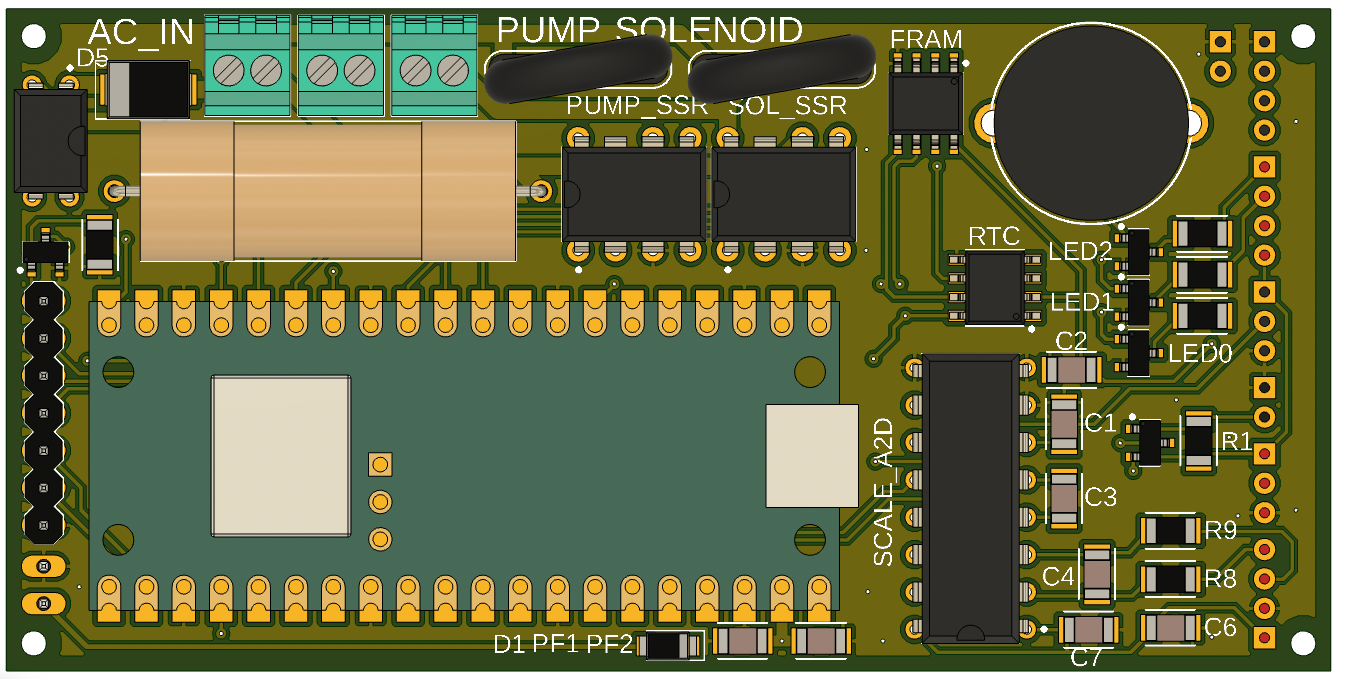 AC_IN
PUMP SOLENOID
D5
FRAM
PUMP_SSR SOL_SSR
RTC
LED2
LED1
LED0
C2
C1
R1
SCALE_A2D
C3
R9
C4
R8
C6
D1 PF1 PF2
C7